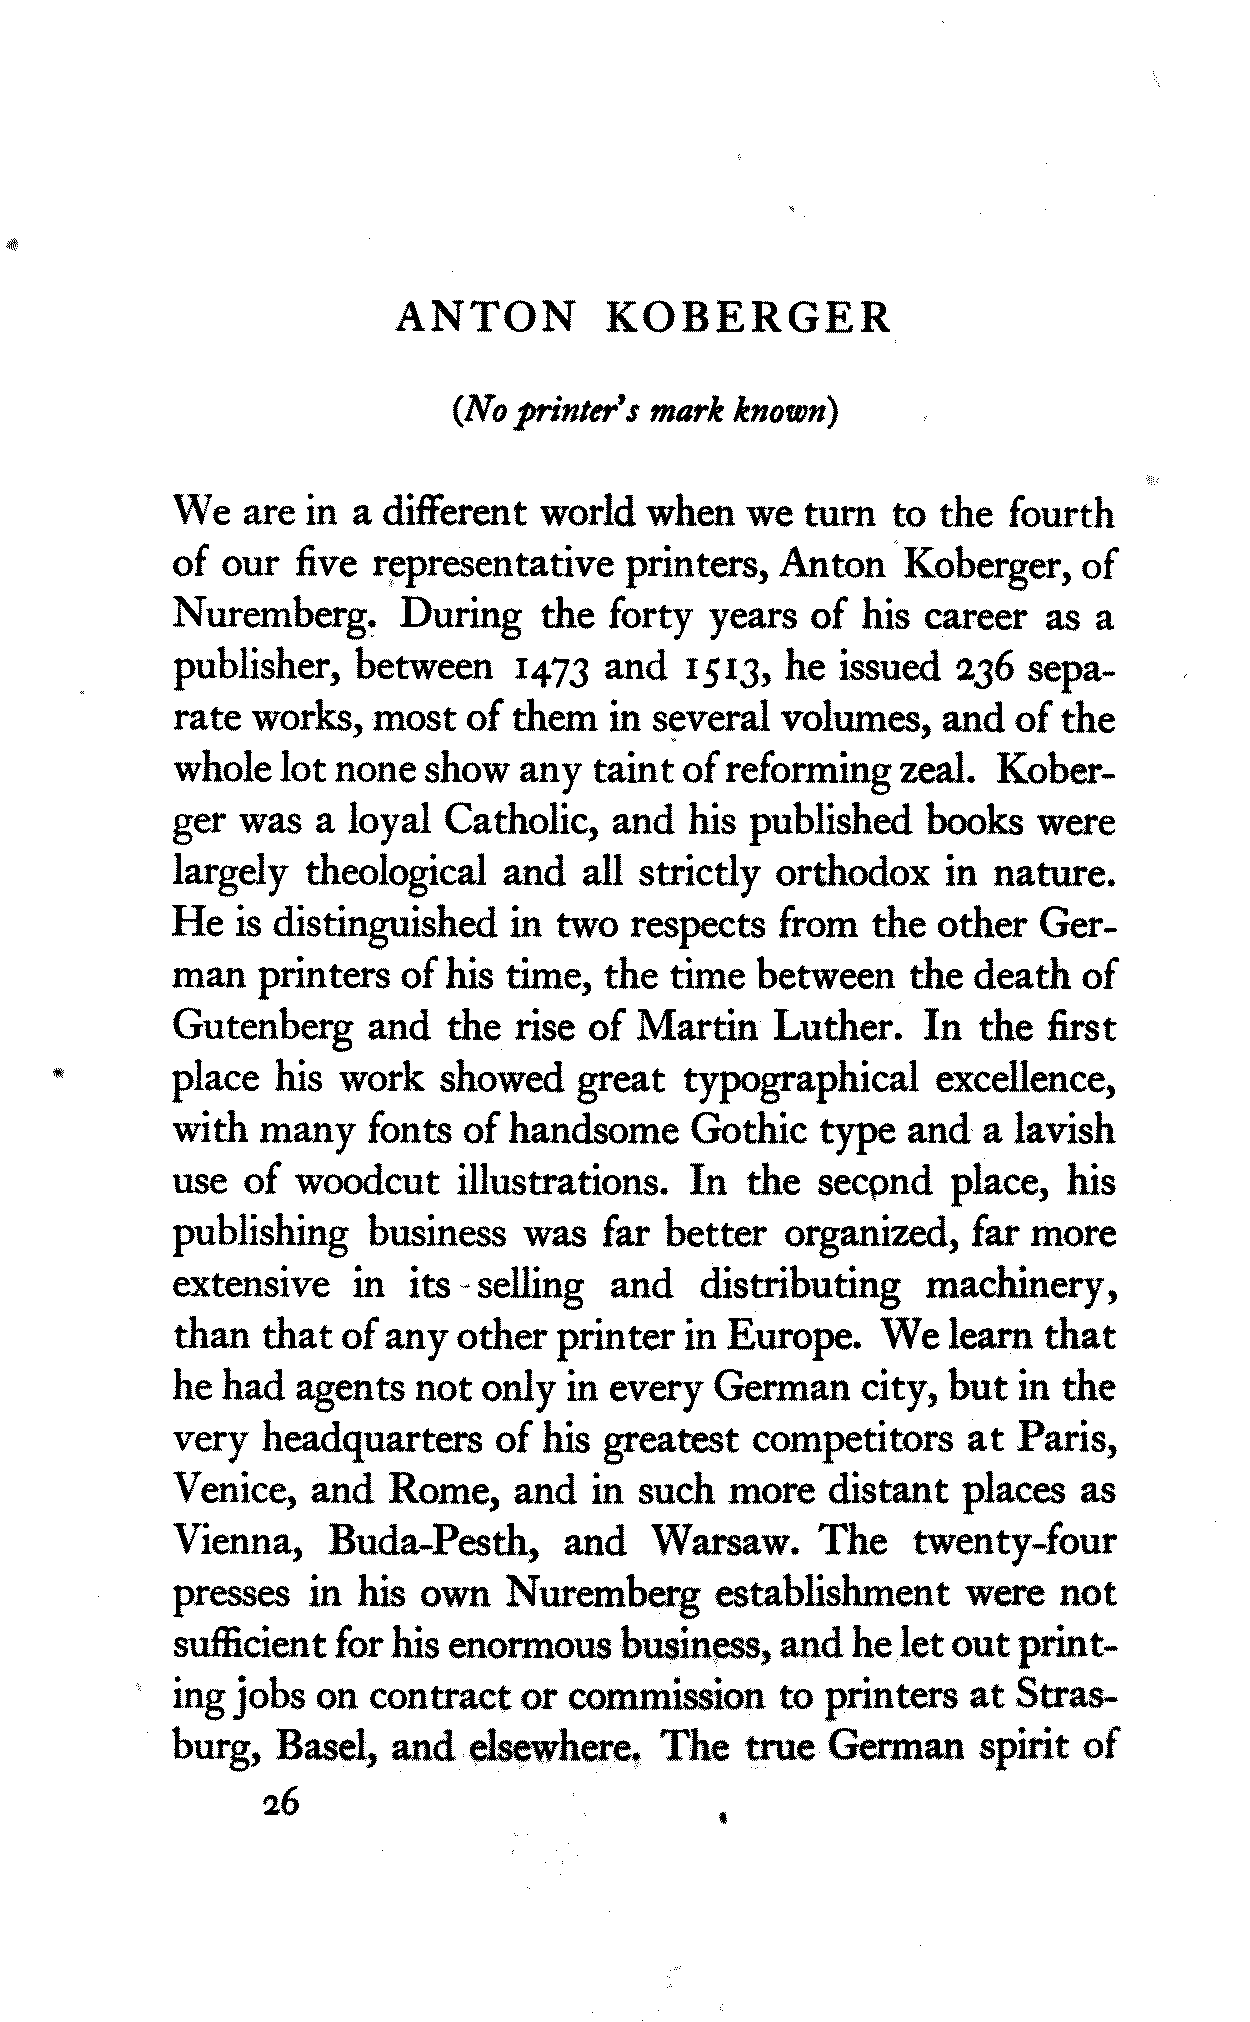 ANTON KOBERGER
(No printer's mark known)
We are in a different world when we turn to the fourth
of our five representative printers, Anton Koberger, of
Nuremberg. During the forty years of his career as a
publisher, between 1473 and 1513, he issued 236 sepa-
rate works, most of them in several volumes, and of the
whole lot none show any taint of reforming zeal. Kober-
ger was a loyal Catholic, and his published books were
largely theological and all strictly orthodox in nature.
He is distinguished in two respects from the other Ger-
man printers of his time, the time between the death of
Gutenberg and the rise of Martin Luther. In the first
place his work showed great typographical excellence,
with many fonts of handsome Gothic type and a lavish
use of woodcut illustrations. In the second place, his
publishing business was far better organized, far more
extensive in its selling and distributing machinery,
than that of any other printer in Europe. We learn that
he had agents not only in every German city, but in the
very headquarters of his greatest competitors at Paris,
Venice, and Rome, and in such more distant places as
Vienna, Buda-Pesth, and Warsaw. The twenty-four
presses in his own Nuremberg establishment were not
sufficient for his enormous business, and he let out print-
ing jobs on contract or commission to printers at Stras-
burg, Basel, and elsewhere. The true German spirit of
26